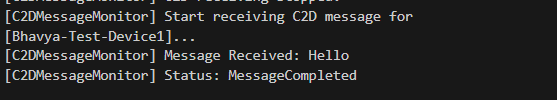 [C2DMessageMonitor] Start receiving C2D message for
[Bhavya-Test-Device1]...
[C2DMessageMonitor] Message Received: Hello
[C2DMessageMonitor] Status: MessageCompleted